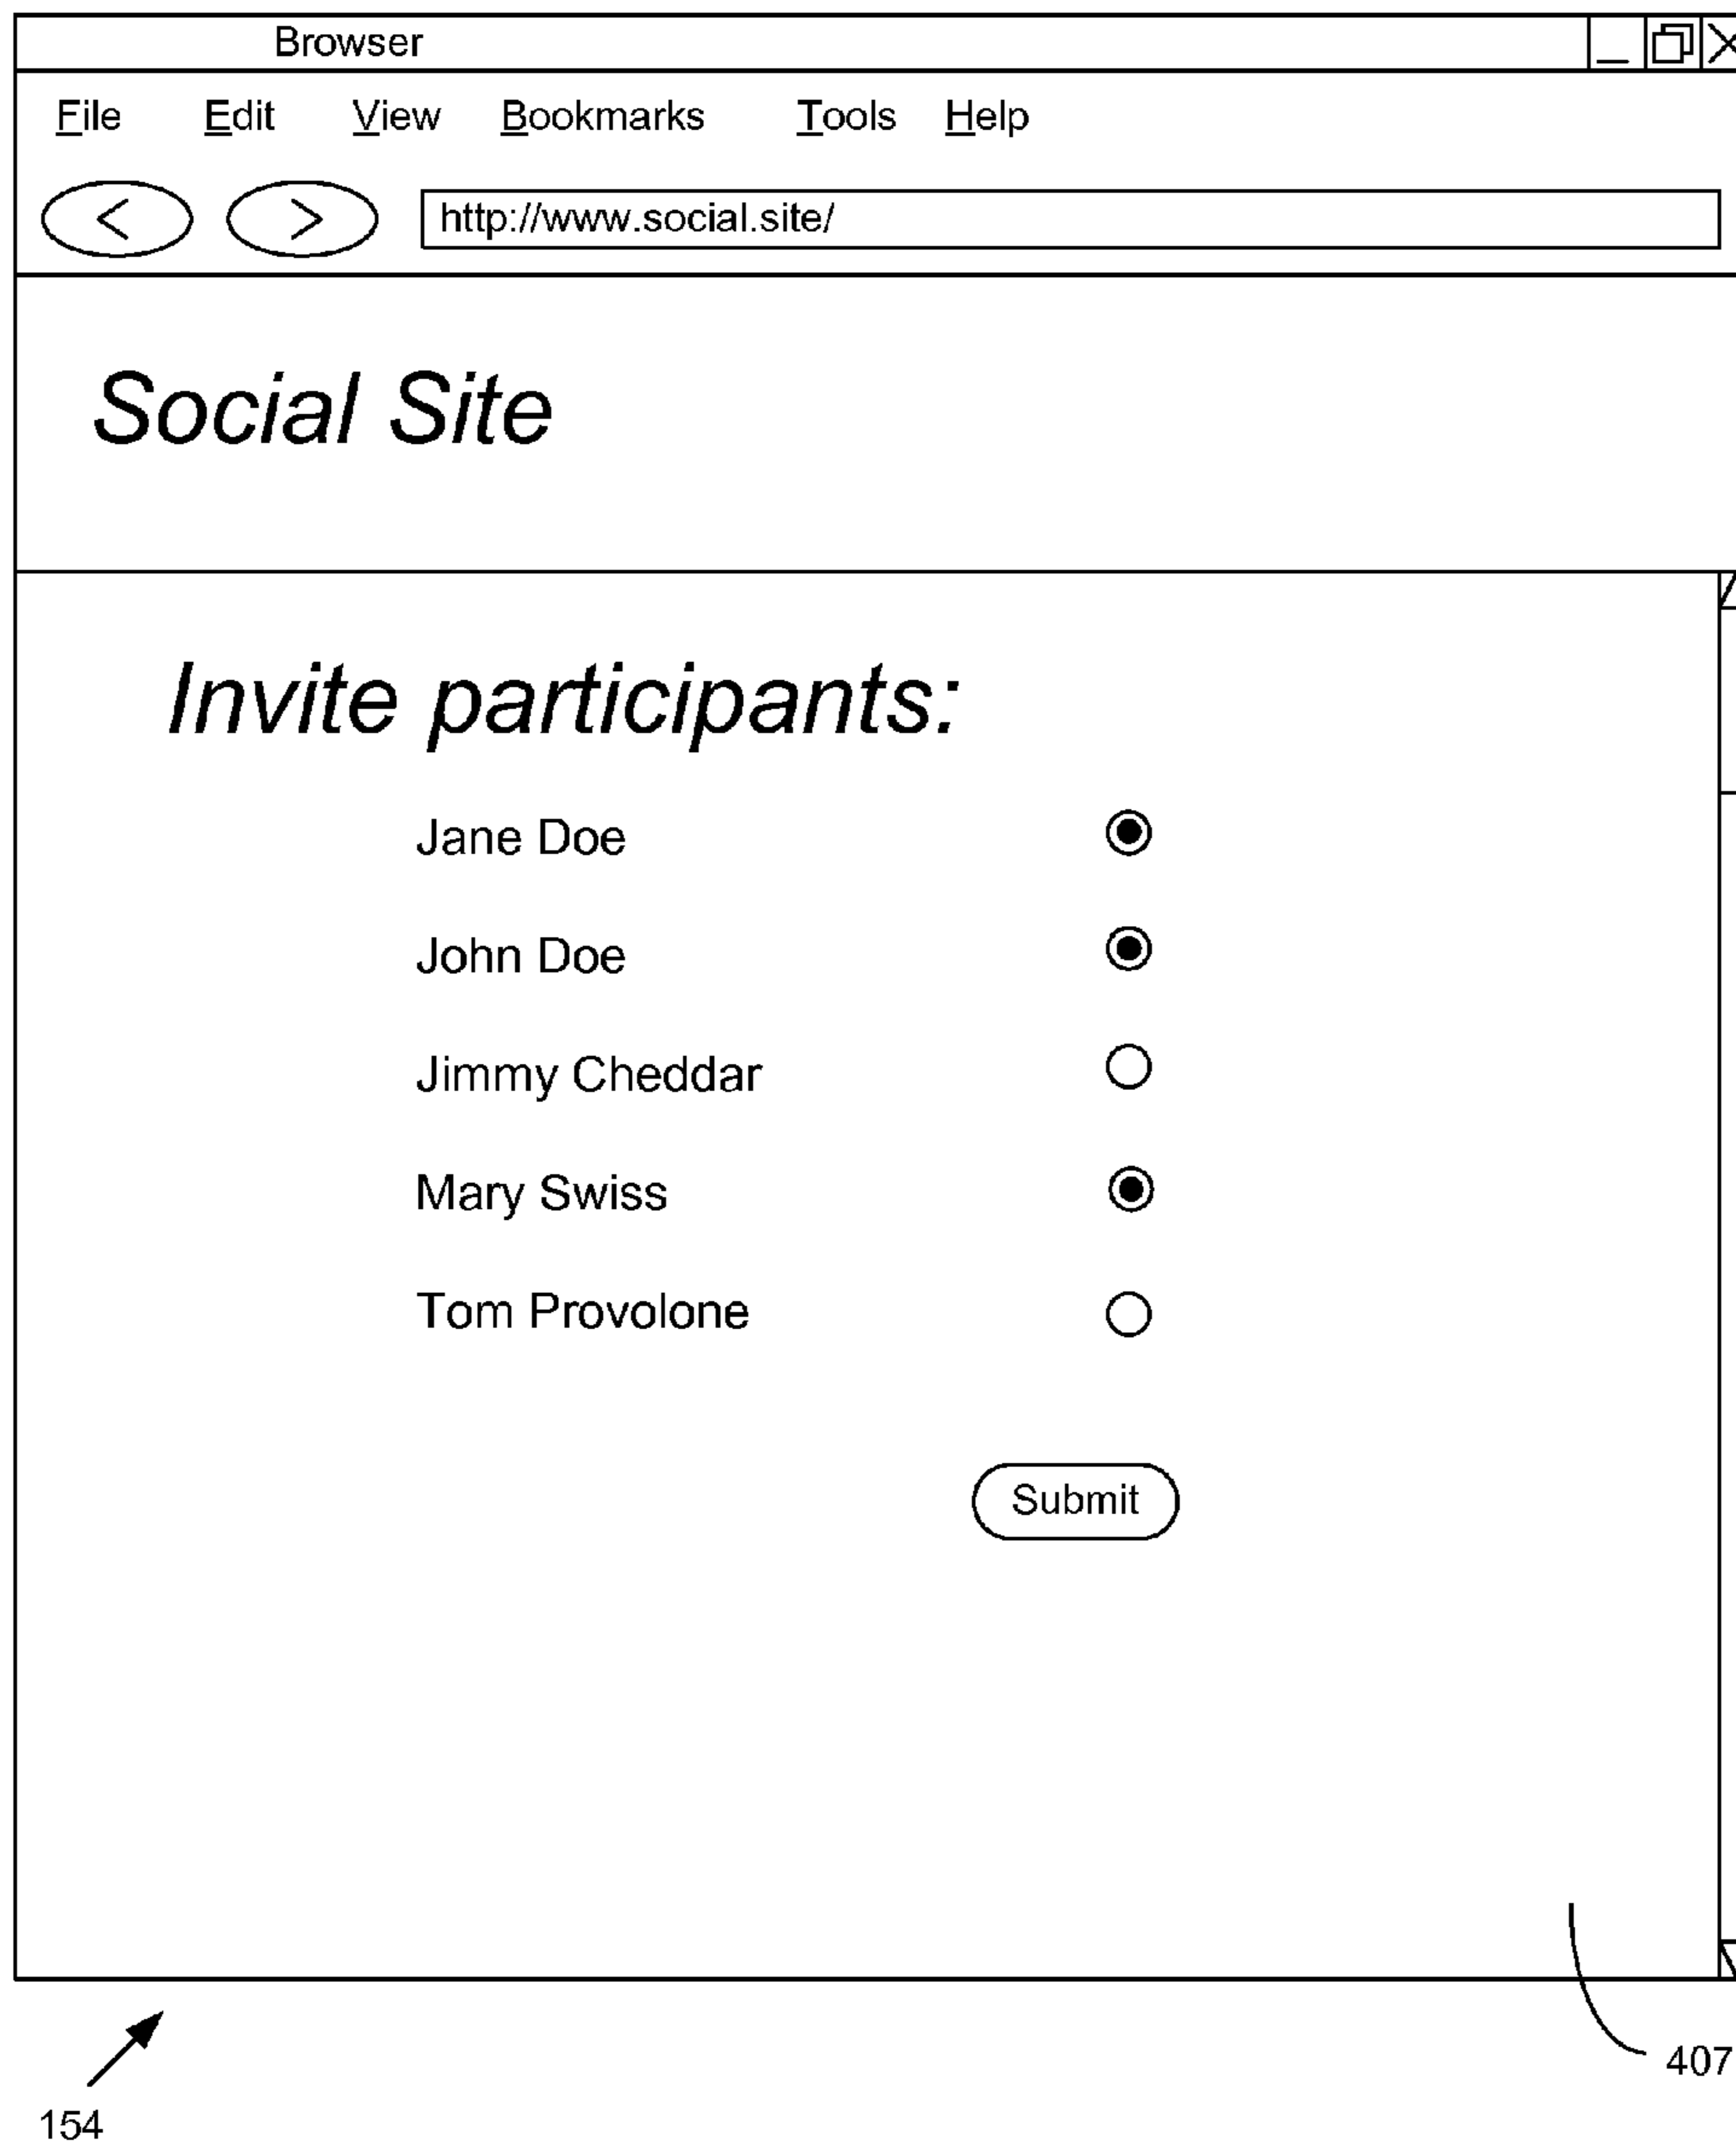 Browser
File Edit View Bookmarks Tools Help
< > http://www.social.site/
Social Site
Invite participants:
Jane Doe
John Doe
Jimmy Cheddar
Mary Swiss
Tom Provolone
Submit
407
154